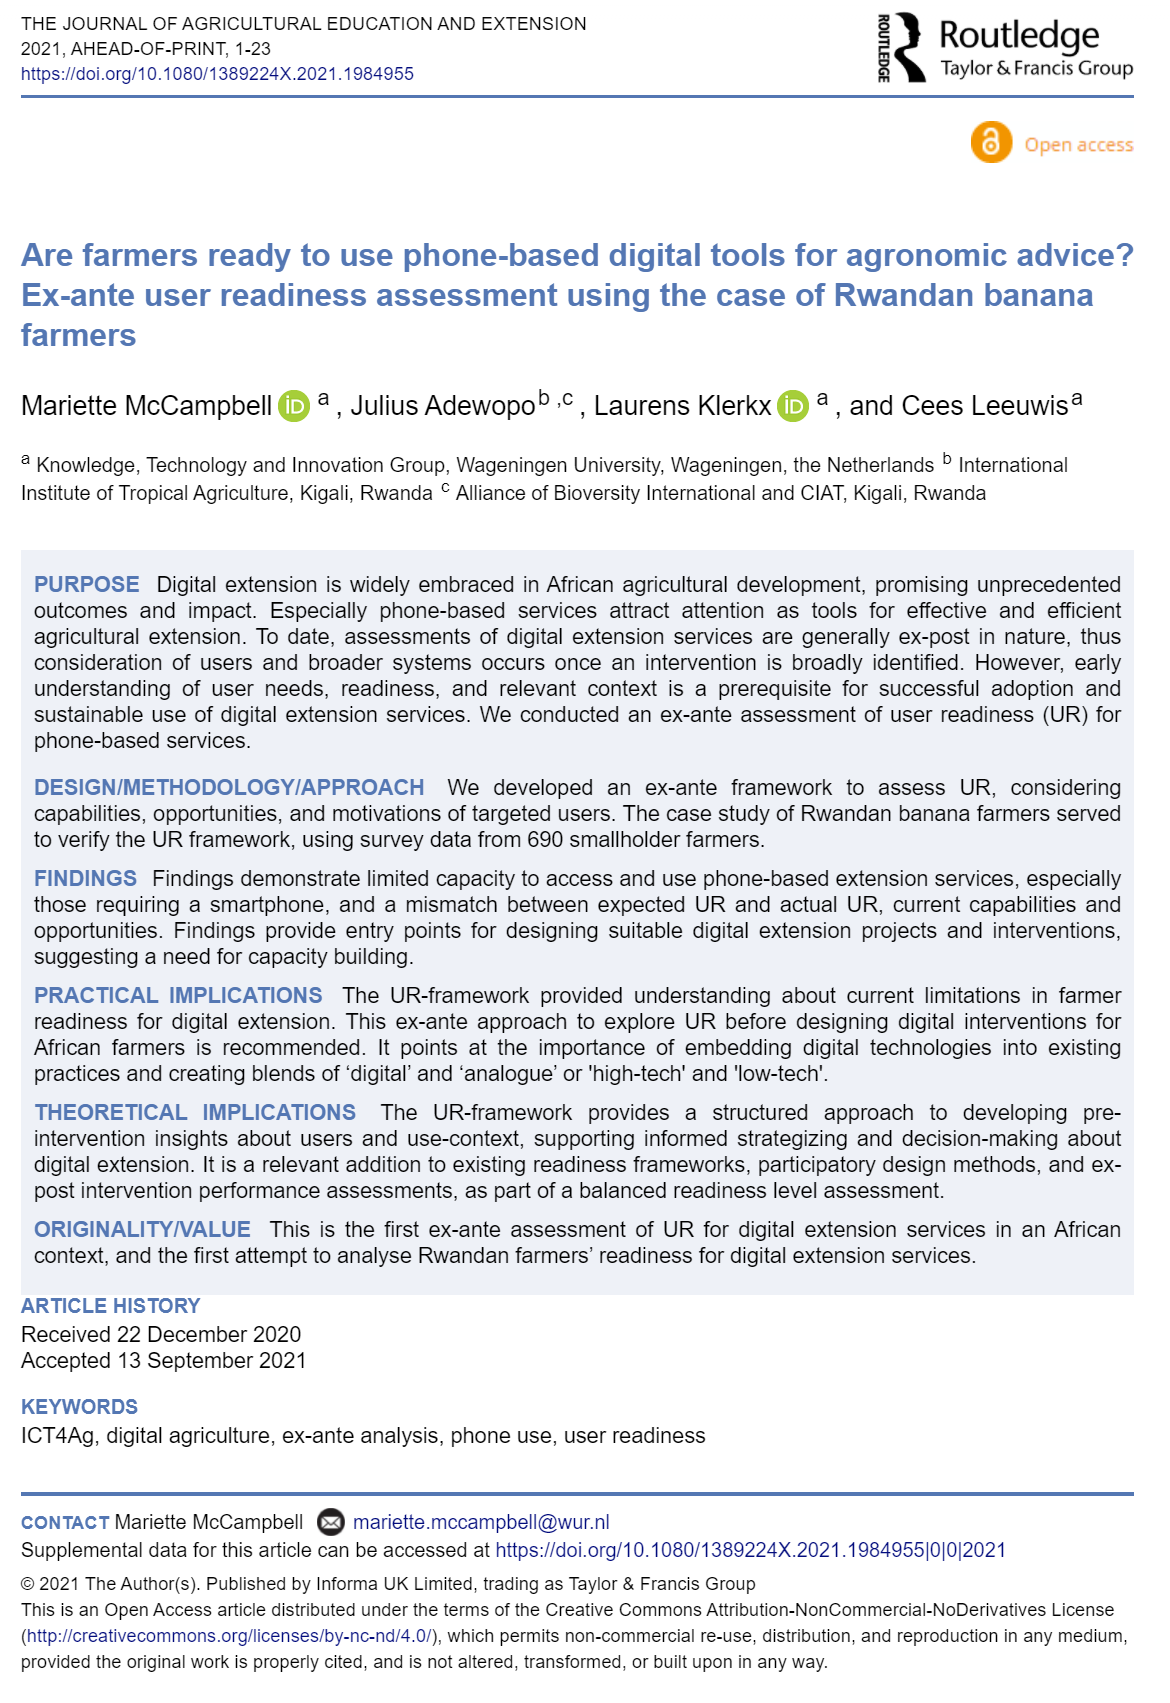 THE JOURNAL OF AGRICULTURAL EDUCATION AND EXTENSION
2021, AHEAD-OF-PRINT, 1-23
https://doi.org/10.1080/1389224X.2021.1984955
ROUTLEDGE
Routledge
Taylor & Francis Group
Open access
Are farmers ready to use phone-based digital tools for agronomic advice?
Ex-ante user readiness assessment using the case of Rwandan banana
farmers
Mariette McCampbell iD a , Julius Adewopo b ,c , Laurens Klerkx iD a , and Cees Leeuwis a
a Knowledge, Technology and Innovation Group, Wageningen University, Wageningen, the Netherlands b International
Institute of Tropical Agriculture, Kigali, Rwanda c Alliance of Bioversity International and CIAT, Kigali, Rwanda
PURPOSE Digital extension is widely embraced in African agricultural development, promising unprecedented
outcomes and impact. Especially phone-based services attract attention as tools for effective and efficient
agricultural extension. To date, assessments of digital extension services are generally ex-post in nature, thus
consideration of users and broader systems occurs once an intervention is broadly identified. However, early
understanding of user needs, readiness, and relevant context is a prerequisite for successful adoption and
sustainable use of digital extension services. We conducted an ex-ante assessment of user readiness (UR) for
phone-based services.
DESIGN/METHODOLOGY/APPROACH We developed an ex-ante framework to assess UR, considering
capabilities, opportunities, and motivations of targeted users. The case study of Rwandan banana farmers served
to verify the UR framework, using survey data from 690 smallholder farmers.
FINDINGS Findings demonstrate limited capacity to access and use phone-based extension services, especially
those requiring a smartphone, and a mismatch between expected UR and actual UR, current capabilities and
opportunities. Findings provide entry points for designing suitable digital extension projects and interventions,
suggesting a need for capacity building.
PRACTICAL IMPLICATIONS The UR-framework provided understanding about current limitations in farmer
readiness for digital extension. This ex-ante approach to explore UR before designing digital interventions for
African farmers is recommended. It points at the importance of embedding digital technologies into existing
practices and creating blends of ‘digital’ and ‘analogue’ or 'high-tech' and 'low-tech'.
THEORETICAL IMPLICATIONS The UR-framework provides a structured approach to developing pre-
intervention insights about users and use-context, supporting informed strategizing and decision-making about
digital extension. It is a relevant addition to existing readiness frameworks, participatory design methods, and ex-
post intervention performance assessments, as part of a balanced readiness level assessment.
ORIGINALITY/VALUE This is the first ex-ante assessment of UR for digital extension services in an African
context, and the first attempt to analyse Rwandan farmers’ readiness for digital extension services.
ARTICLE HISTORY
Received 22 December 2020
Accepted 13 September 2021
KEYWORDS
ICT4Ag, digital agriculture, ex-ante analysis, phone use, user readiness
CONTACT Mariette McCampbell mariette.mccampbell@wur.nl
Supplemental data for this article can be accessed at https://doi.org/10.1080/1389224X.2021.1984955|0|0|2021
© 2021 The Author(s). Published by Informa UK Limited, trading as Taylor & Francis Group
This is an Open Access article distributed under the terms of the Creative Commons Attribution-NonCommercial-NoDerivatives License
(http://creativecommons.org/licenses/by-nc-nd/4.0/), which permits non-commercial re-use, distribution, and reproduction in any medium,
provided the original work is properly cited, and is not altered, transformed, or built upon in any way.